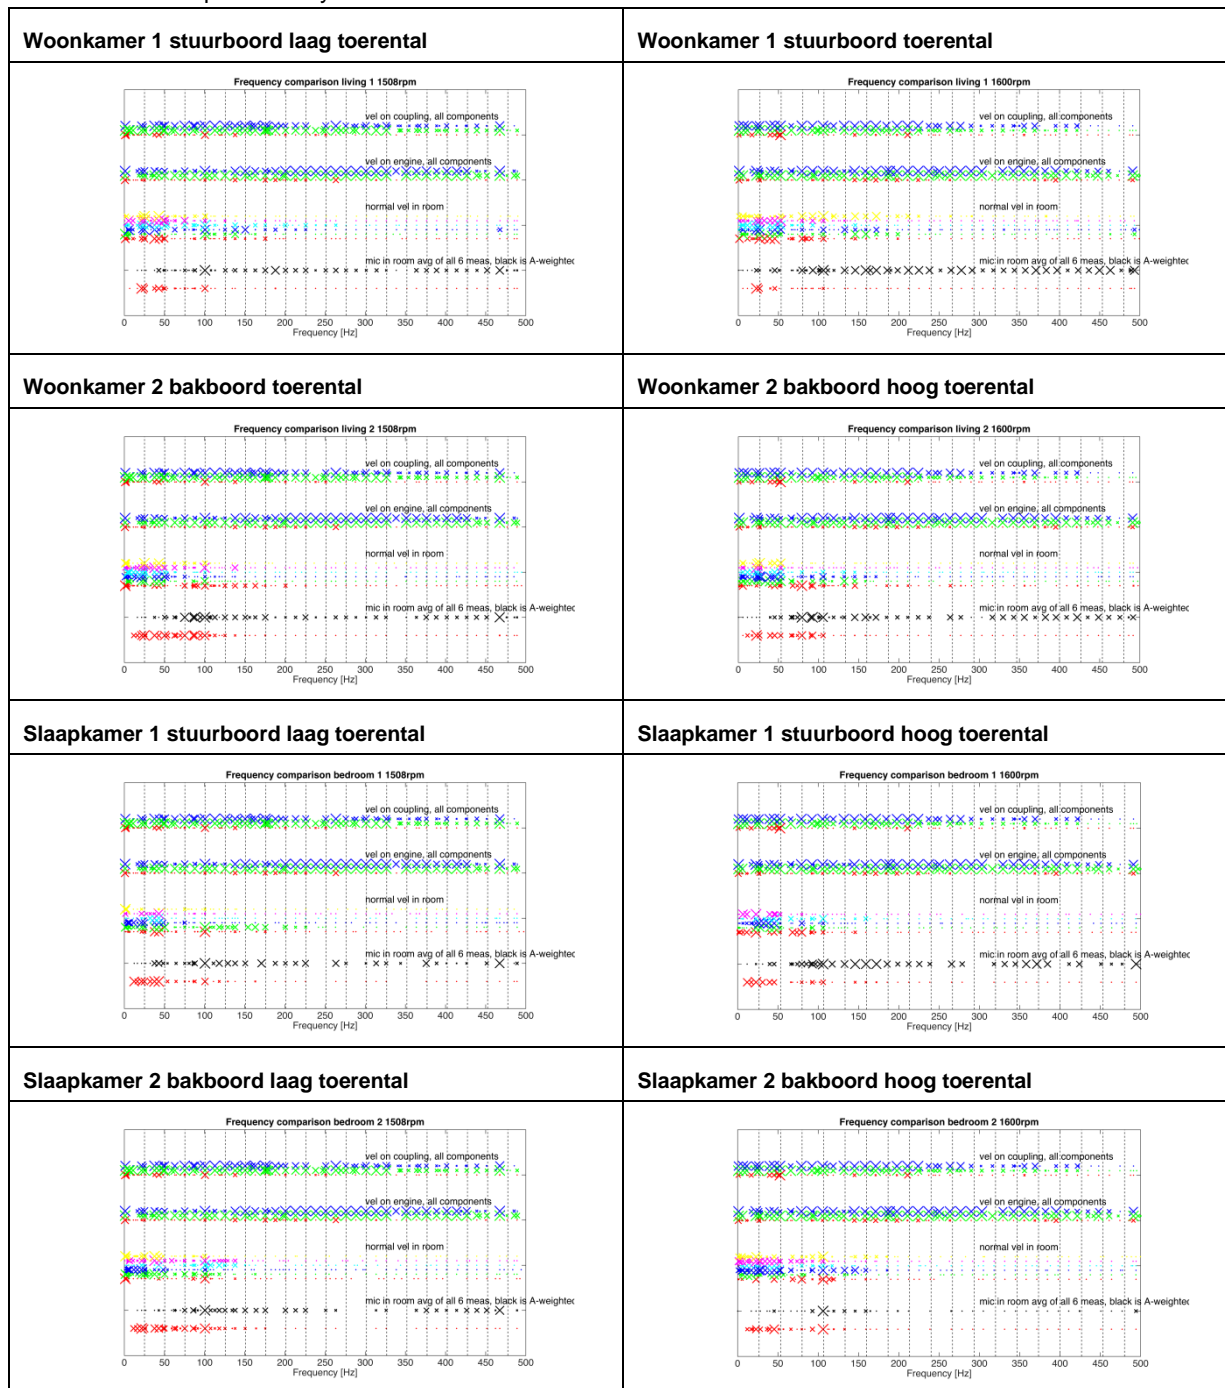 Woonkamer 1 stuurboord laag toerental
Woonkamer 1 stuurboord toerental
Frequency comparison living 1 1508rpm
vel on coupling, all components
vel on engine, all components
normal vel in room
mic in room avg of all 6 meas, black is A-weighted
0 50 100 150 200 250 300 350 400 450 500
Frequency [Hz]
Frequency comparison living 1 1600rpm
vel on coupling, all components
vel on engine, all components
normal vel in room
mic in room avg of all 6 meas, black is A-weighted
0 50 100 150 200 250 300 350 400 450 500
Frequency [Hz]
Woonkamer 2 bakboord toerental
Woonkamer 2 bakboord hoog toerental
Frequency comparison living 2 1508rpm
vel on coupling, all components
vel on engine, all components
normal vel in room
mic in room avg of all 6 meas, black is A-weighted
0 50 100 150 200 250 300 350 400 450 500
Frequency [Hz]
Frequency comparison living 2 1600rpm
vel on coupling, all components
vel on engine, all components
normal vel in room
mic in room avg of all 6 meas, black is A-weighted
0 50 100 150 200 250 300 350 400 450 500
Frequency [Hz]
Slaapkamer 1 stuurboord laag toerental
Slaapkamer 1 stuurboord hoog toerental
Frequency comparison bedroom 1 1508rpm
vel on coupling, all components
vel on engine, all components
normal vel in room
mic in room avg of all 6 meas, black is A-weighted
0 50 100 150 200 250 300 350 400 450 500
Frequency [Hz]
Frequency comparison bedroom 1 1600rpm
vel on coupling, all components
vel on engine, all components
normal vel in room
mic in room avg of all 6 meas, black is A-weighted
0 50 100 150 200 250 300 350 400 450 500
Frequency [Hz]
Slaapkamer 2 bakboord laag toerental
Slaapkamer 2 bakboord hoog toerental
Frequency comparison bedroom 2 1508rpm
vel on coupling, all components
vel on engine, all components
normal vel in room
mic in room avg of all 6 meas, black is A-weighted
0 50 100 150 200 250 300 350 400 450 500
Frequency [Hz]
Frequency comparison bedroom 2 1600rpm
vel on coupling, all components
vel on engine, all components
normal vel in room
mic in room avg of all 6 meas, black is A-weighted
0 50 100 150 200 250 300 350 400 450 500
Frequency [Hz]